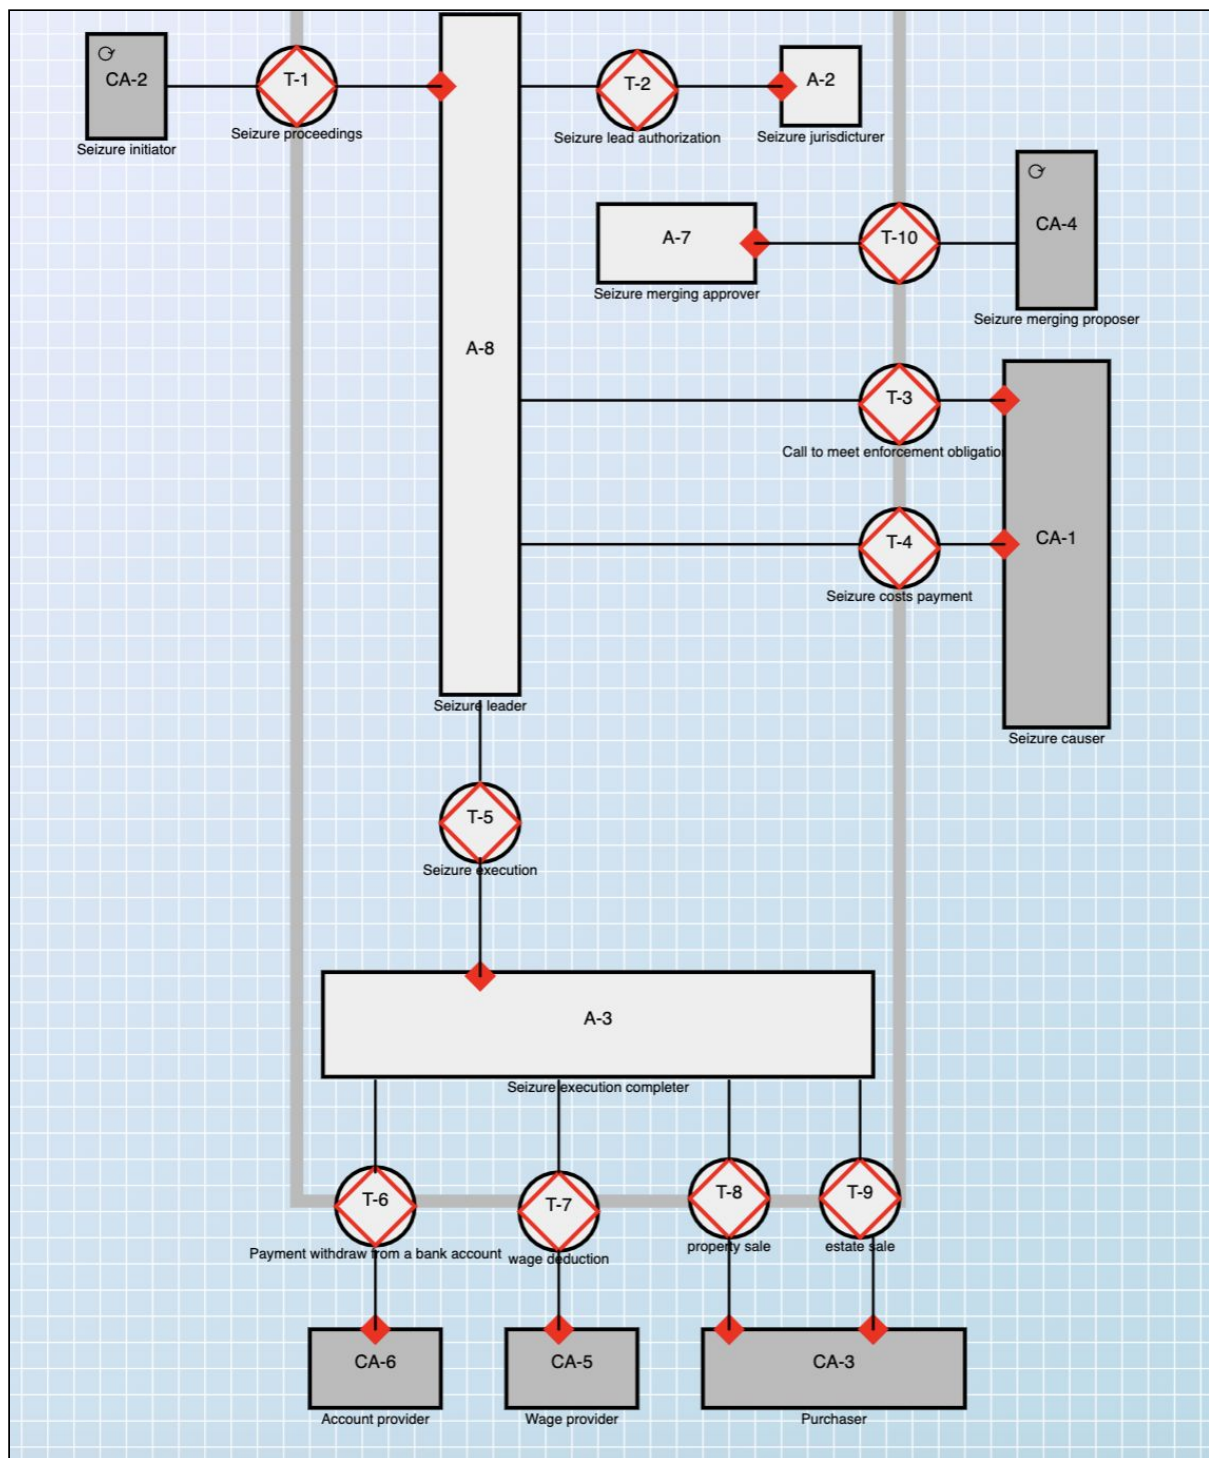 CA-2
Seizure initiator
T-1
Seizure proceedings
T-2
Seizure lead authorization
A-2
Seizure jurisdicturer
A-7
Seizure merging approver
T-10
CA-4
Seizure merging proposer
A-8
Seizure leader
T-3
Call to meet enforcement obligatio
T-4
Seizure costs payment
CA-1
Seizure causer
T-5
Seizure execution
A-3
Seizure execution completer
T-6
Payment withdraw from a bank account
T-7
wage deduction
T-8
property sale
T-9
estate sale
CA-6
Account provider
CA-5
Wage provider
CA-3
Purchaser